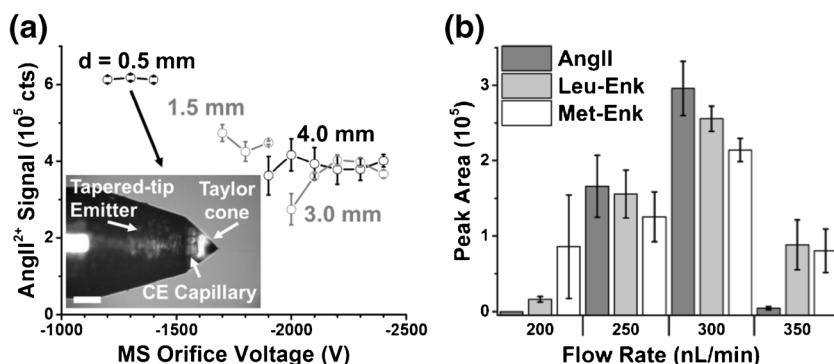 (a)
AngII²⁺ Signal (10⁵ cts)
8
6
4
2
0
d = 0.5 mm
1.5 mm
4.0 mm
3.0 mm
Tapered-tip
Emitter
Taylor
cone
CE Capillary
-1000
-1500
-2000
-2500
MS Orifice Voltage (V)
(b)
AngII
Leu-Enk
Met-Enk
Peak Area (10⁵)
3
2
1
0
200
250
300
350
Flow Rate (nL/min)